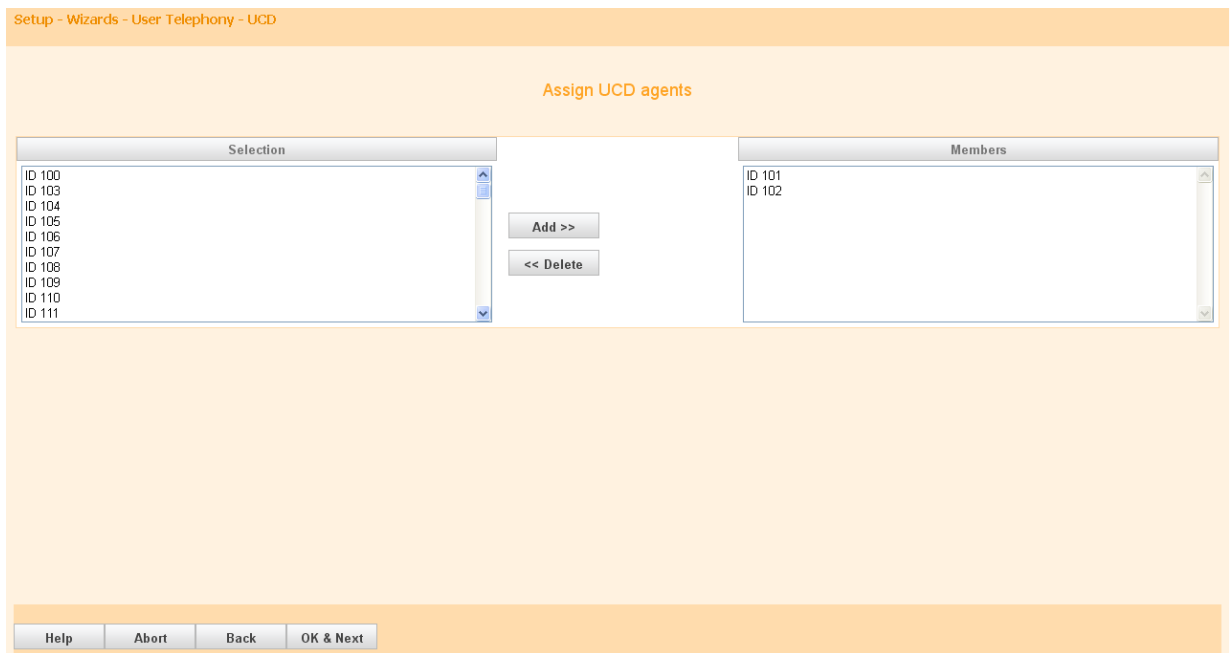 Setup - Wizards - User Telephony - UCD
Assign UCD agents
Selection
Members
ID 100
ID 103
ID 104
ID 105
ID 106
ID 107
ID 108
ID 109
ID 110
ID 111
Add >>
<< Delete
ID 101
ID 102
Help
Abort
Back
OK & Next